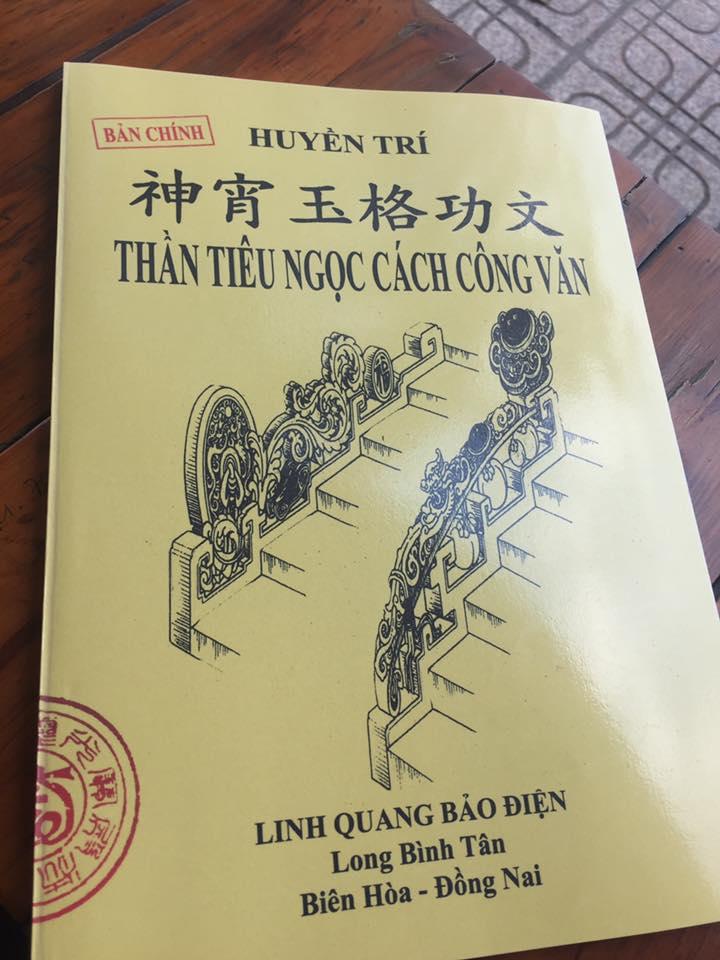 BẢN CHÍNH
HUYỀN TRÍ
神宵玉格功文
THẦN TIÊU NGỌC CÁCH CÔNG VĂN
LINH QUANG BẢO ĐIỆN
Long Bình Tân
Biên Hòa - Đồng Nai